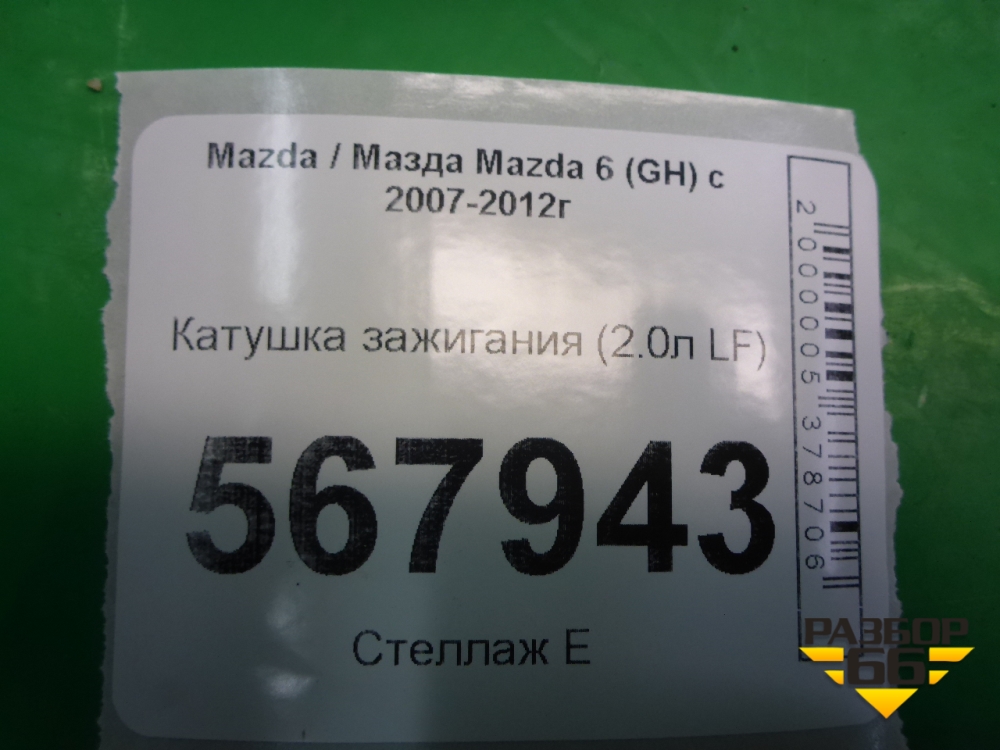 Mazda / Мазда Mazda 6 (GH) с
2007-2012г
Катушка зажигания (2.0л LF)
567943
Стеллаж Е
2000005378706
РАЗБОР
66